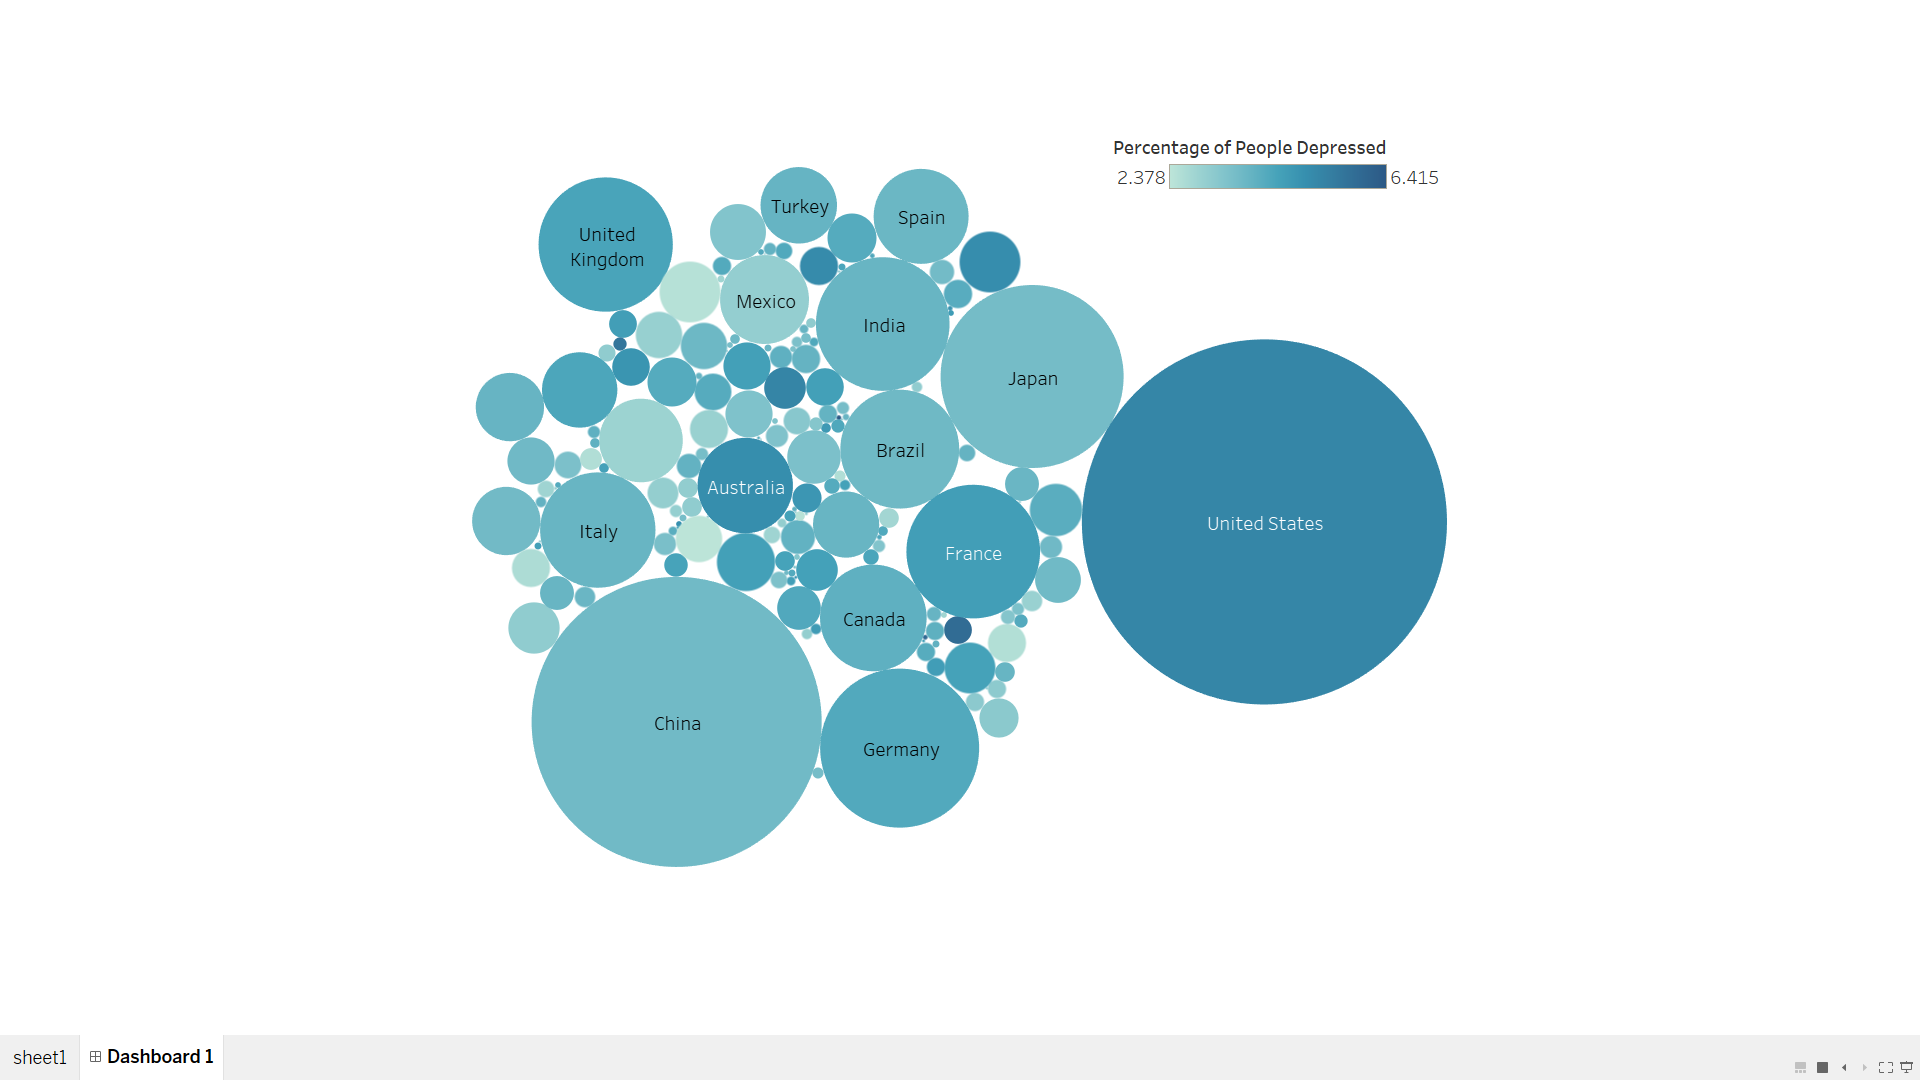 Percentage of People Depressed
2.378
6.415
Turkey
Spain
United
Kingdom
Mexico
India
Japan
Brazil
Australia
United States
Italy
France
Canada
China
Germany
sheet1
Dashboard 1